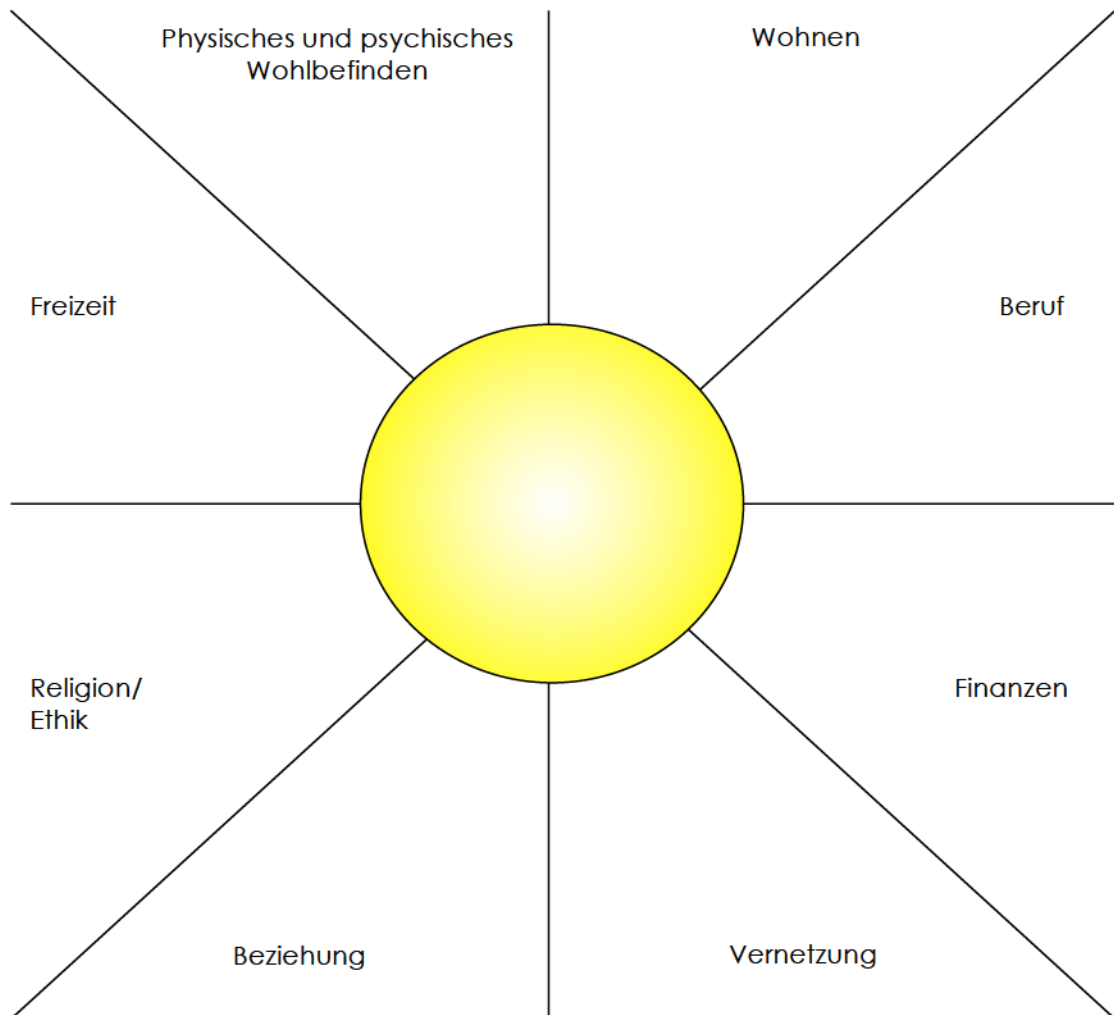 Physisches und psychisches
Wohlbefinden
Wohnen
Freizeit
Beruf
Religion/
Ethik
Finanzen
Beziehung
Vernetzung